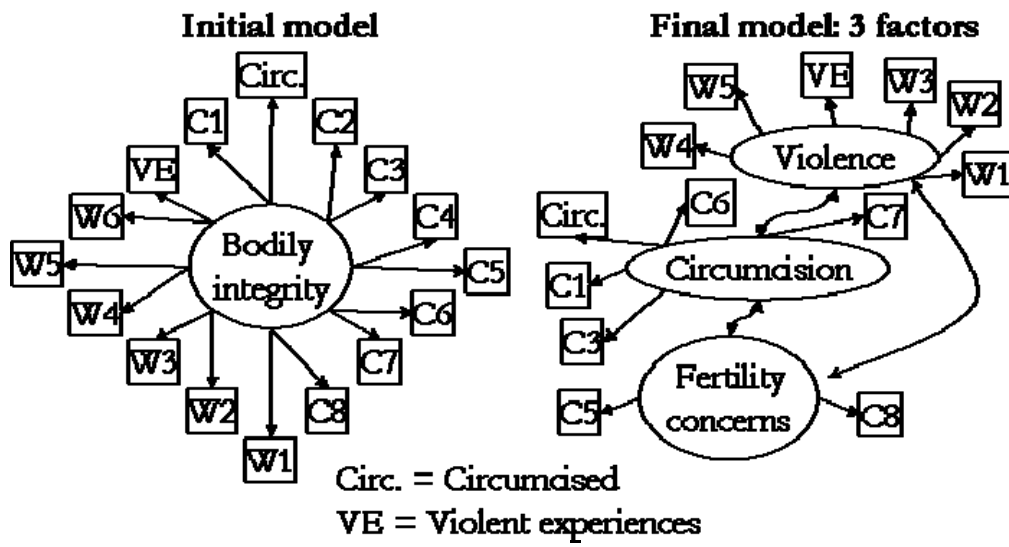 Initial model
Circ.
C1
C2
VE
C3
W6
C4
Bodily
integrity
W5
C5
W4
C6
W3
C7
W2
C8
W1
Final model: 3 factors
VE
W3
W5
W2
W4
Violence
W1
C6
Circ.
C7
C1
Circumcision
C3
Fertility
concerns
C5
C8
Circ. = Circumcised
VE = Violent experiences